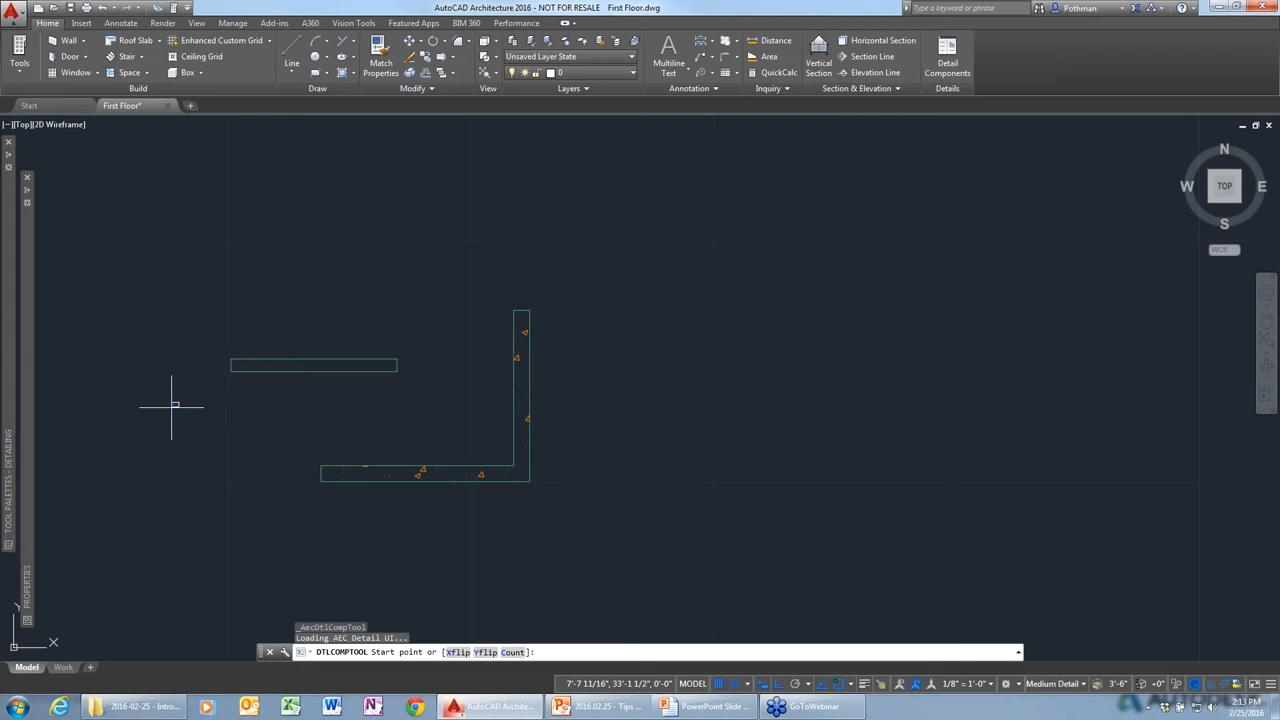 AutoCAD Architecture 2016 - NOT FOR RESALE First Floor.dwg
Type a keyword or phrase
Pothman
Home Insert Annotate Render View Manage Add-ins A360 Vision Tools Featured Apps BIM 360 Performance
Tools
Wall
Door
Window
Roof Slab
Stair
Space
Enhanced Custom Grid
Ceiling Grid
Box
Build
Line
Draw
Match
Properties
Modify
View
Unsaved Layer State
0
Layers
Multiline
Text
Annotation
Distance
Area
QuickCalc
Inquiry
Vertical
Section
Horizontal Section
Section Line
Elevation Line
Section & Elevation
Detail
Components
Details
Start
First Floor*
[−][Top][2D Wireframe]
N
W
TOP
E
S
WCS
TOOL PALETTES - DETAILING
PROPERTIES
Y
X
_AecDtlCompTool
Loading AEC Detail UI...
DTLCOMPTOOL Start point or [Xflip Yflip Count]:
Model Work
7'-7 11/16", 33'-1 1/2", 0'-0" MODEL 1/8" = 1'-0" Medium Detail 3'-6" +0"
2016-02-25 - Intro...
AutoCAD Archite...
2016.02.25 - Tips ...
PowerPoint Slide ...
GoToWebinar
2:13 PM
2/25/2016